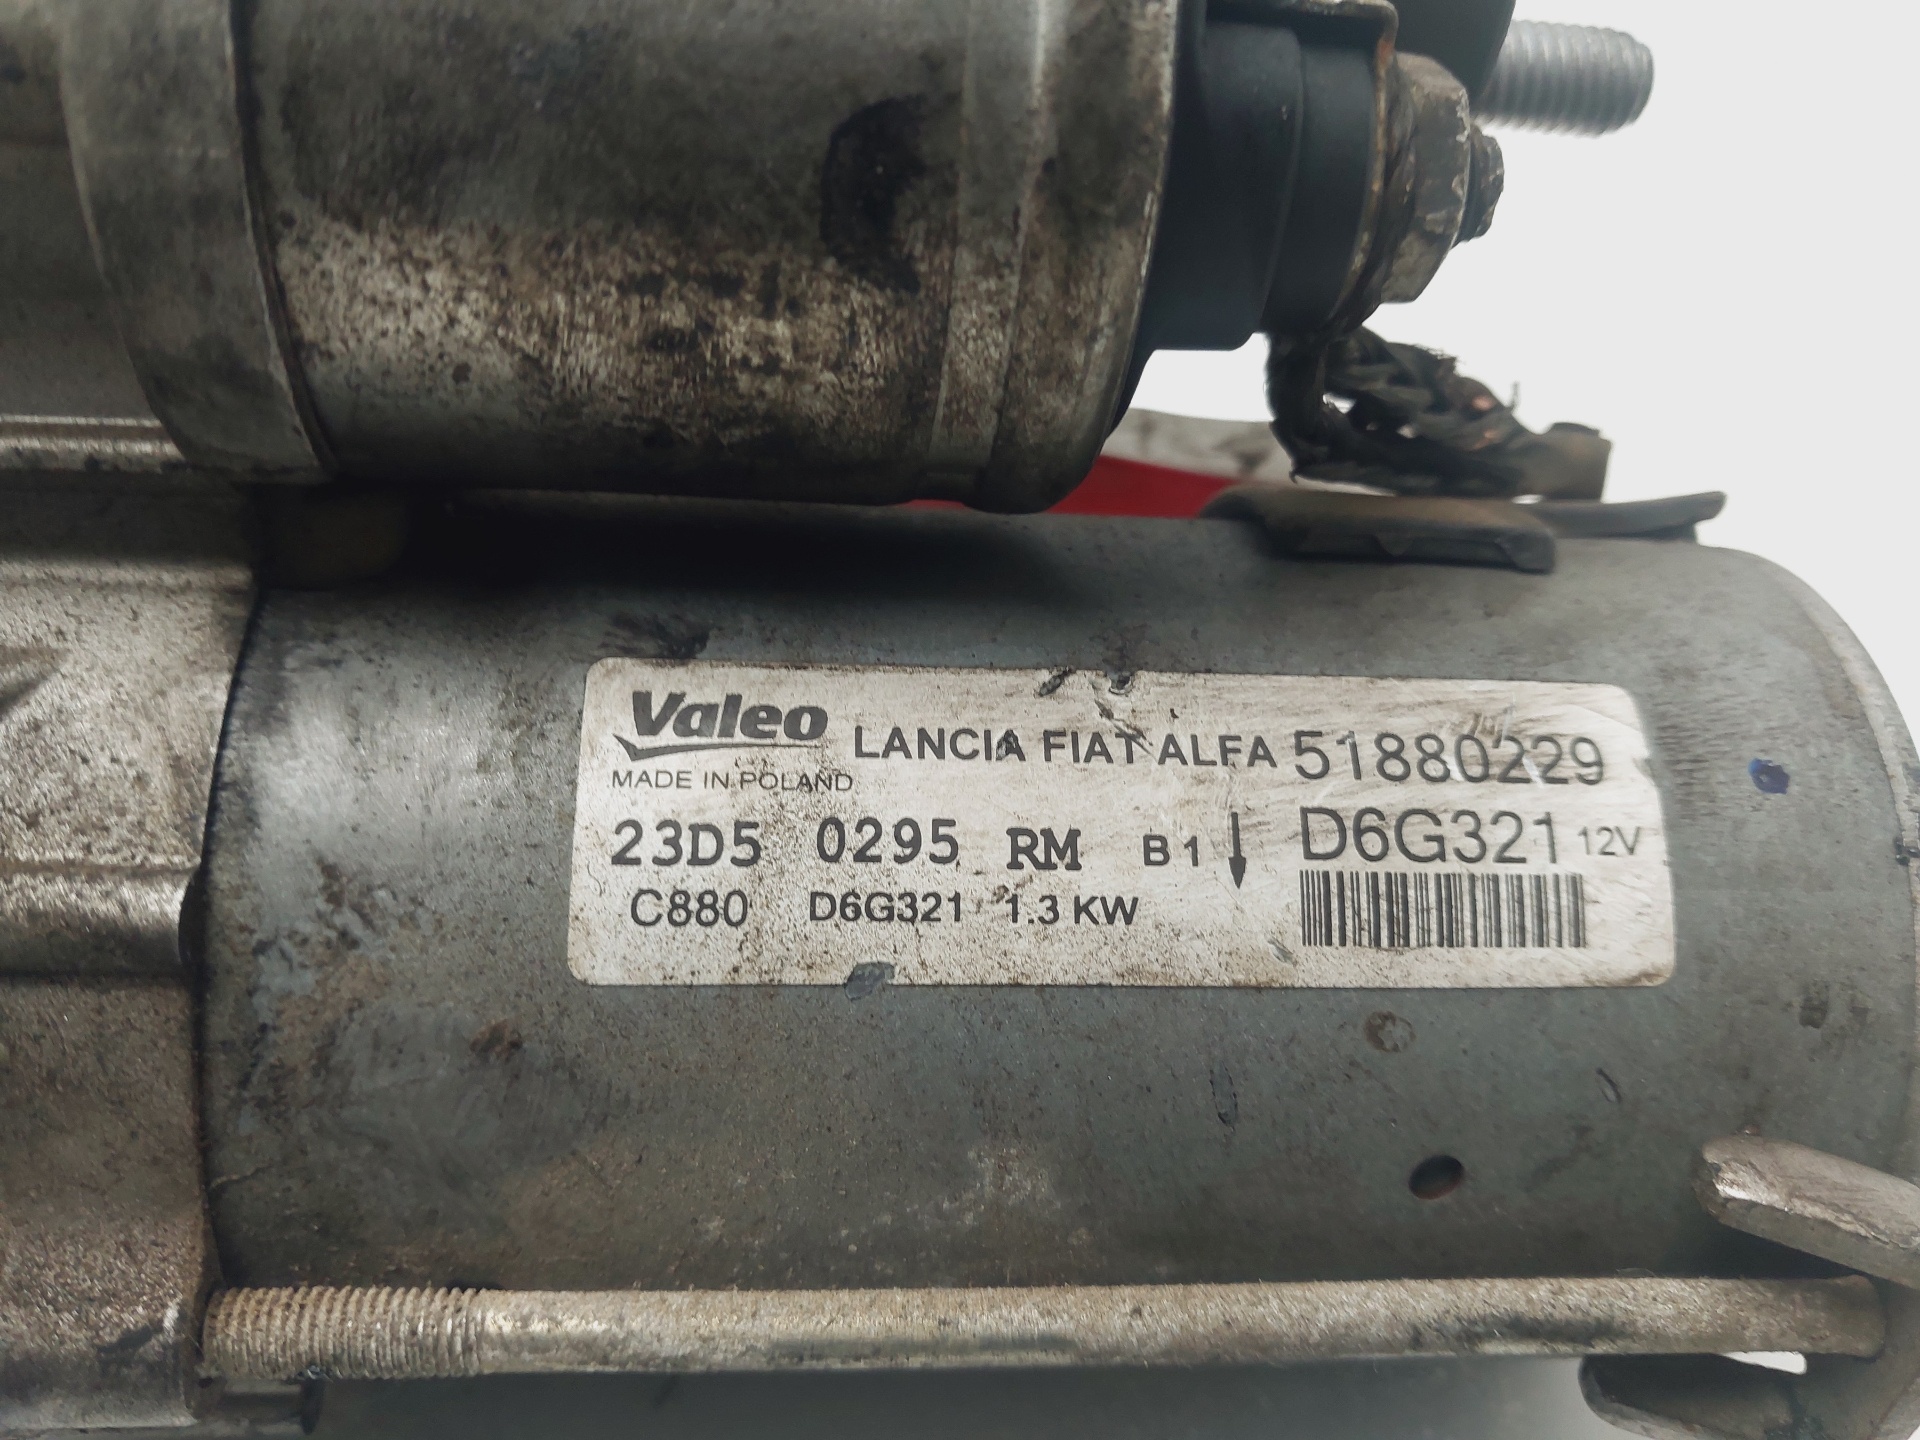 Valeo LANCIA FIAT ALFA 51880229
MADE IN POLAND
23D5 0295 RM B1 ↓ D6G321 12V
C880 D6G321 1.3 KW